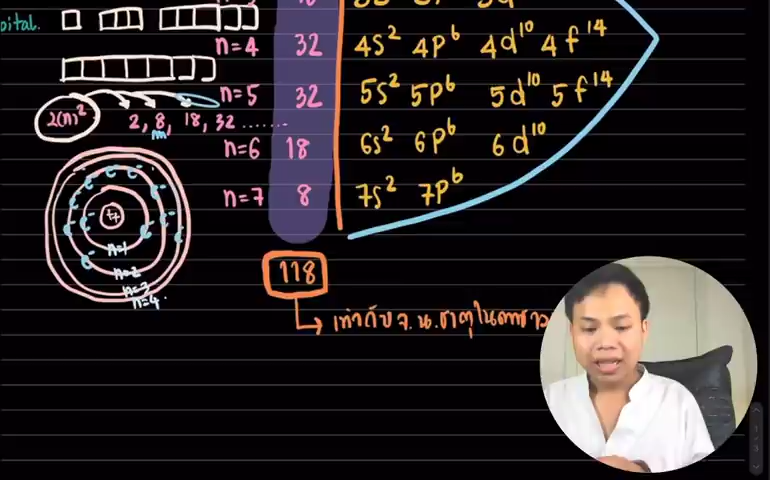 bital.
n=4 32 4s² 4p⁶ 4d¹⁰ 4f¹⁴
n=5 32 5s² 5p⁶ 5d¹⁰ 5f¹⁴
2(n)² 2, 8, 18, 32 ........
m
n=6 18 6s² 6p⁶ 6d¹⁰
n=7 8 7s² 7p⁶
+7
e⁻ e⁻ e⁻ e⁻ e⁻ e⁻ e⁻ e⁻
n=1
n=2
n=3
n=4
118
เท่ากับ จ.น.ธาตุในตาราง